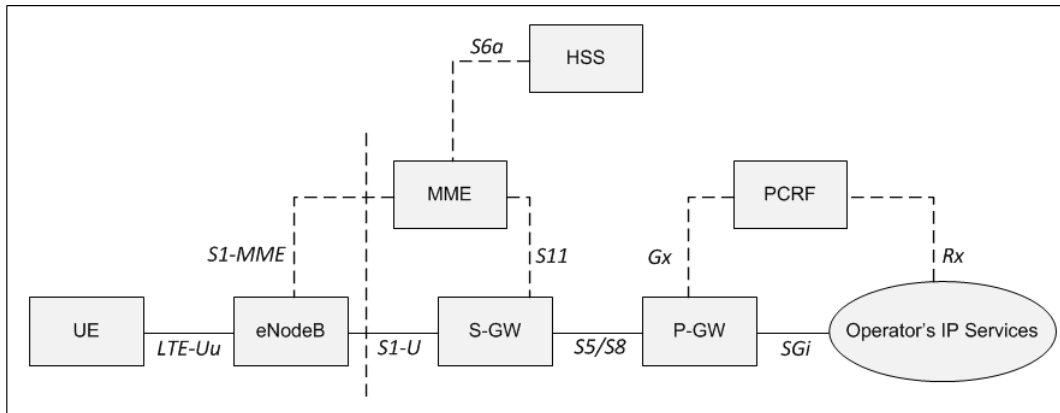 S6a
HSS
MME
PCRF
S1-MME
S11
Gx
Rx
UE
eNodeB
S-GW
P-GW
Operator's IP Services
LTE-Uu
S1-U
S5/S8
SGi